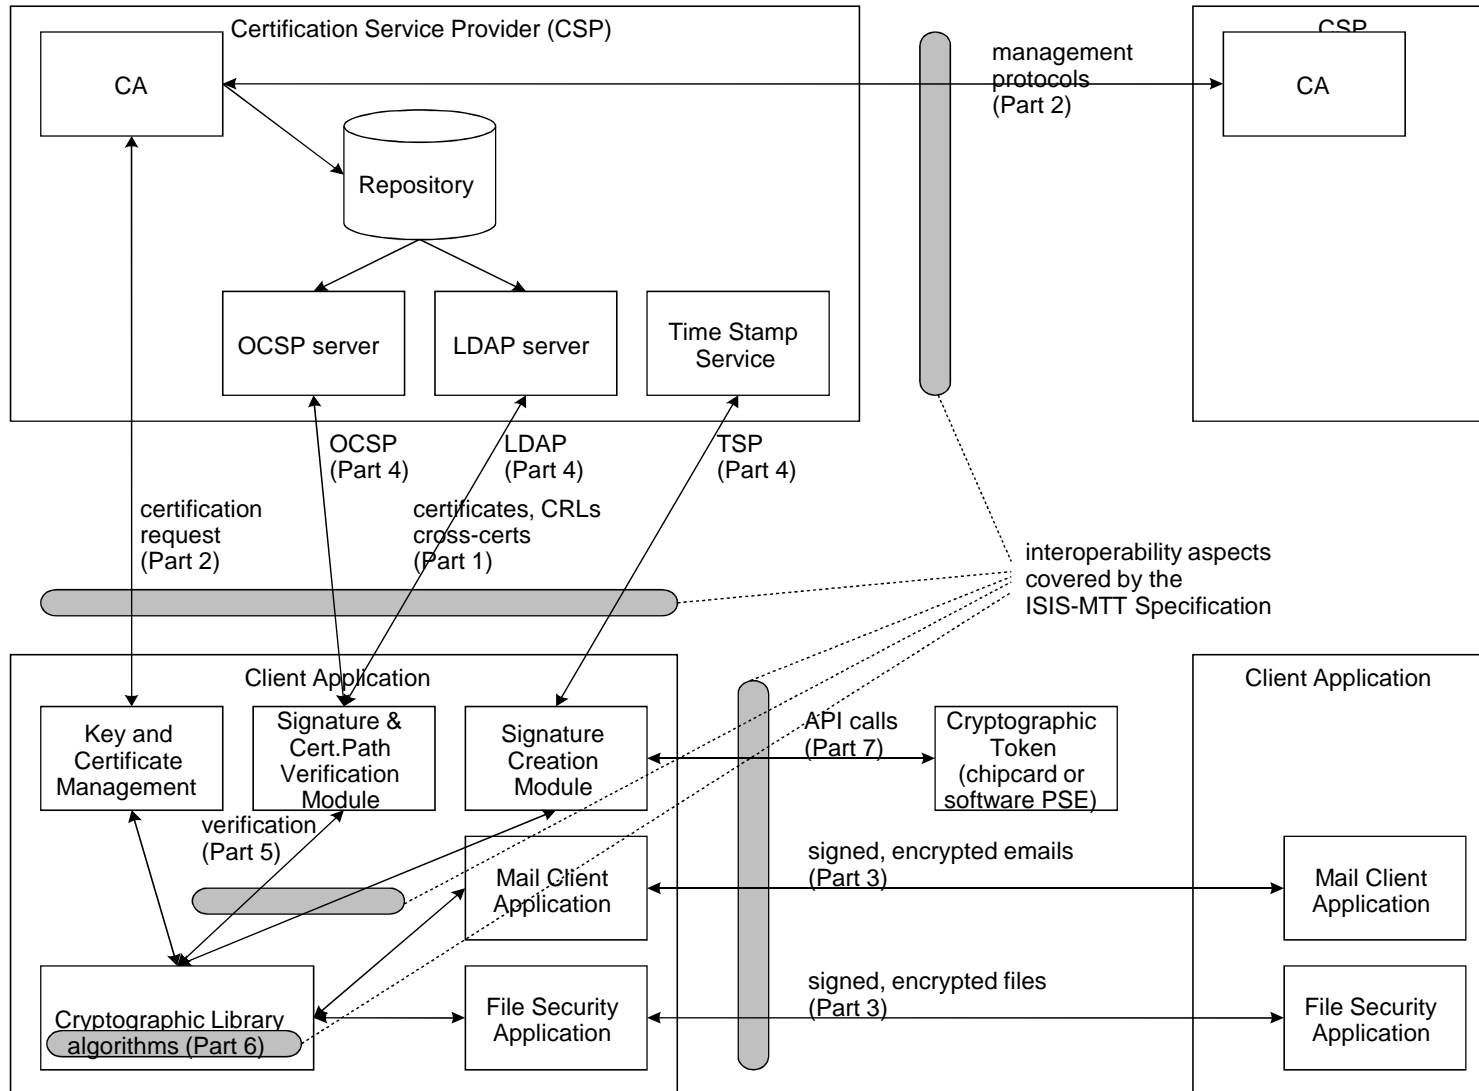 Certification Service Provider (CSP)
CSP
CA
management
protocols
(Part 2)
CA
Repository
OCSP server
LDAP server
Time Stamp
Service
OCSP
(Part 4)
LDAP
(Part 4)
TSP
(Part 4)
certification
request
(Part 2)
certificates, CRLs
cross-certs
(Part 1)
interoperability aspects
covered by the
ISIS-MTT Specification
Client Application
Client Application
Key and
Certificate
Management
Signature &
Cert.Path
Verification
Module
Signature
Creation
Module
API calls
(Part 7)
Cryptographic
Token
(chipcard or
software PSE)
verification
(Part 5)
Mail Client
Application
signed, encrypted emails
(Part 3)
Mail Client
Application
Cryptographic Library
algorithms (Part 6)
File Security
Application
signed, encrypted files
(Part 3)
File Security
Application